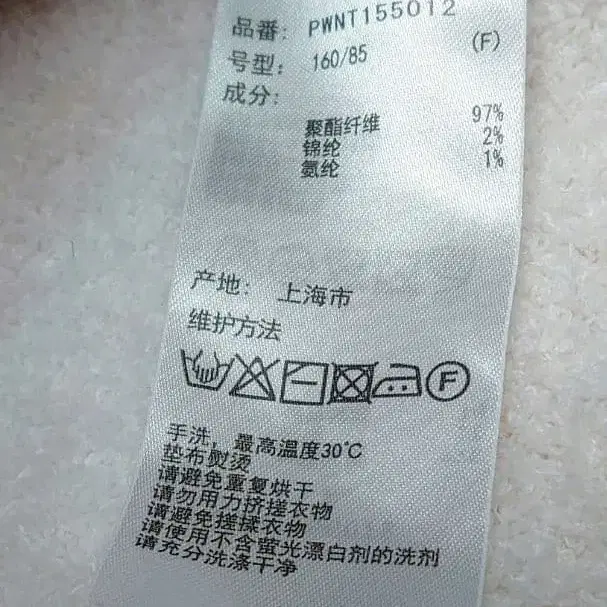 品番: PWNT155012
号型: 160/85 (F)
成分:
聚酯纤维 97%
锦纶 2%
氨纶 1%
产地: 上海市
维护方法
F
手洗，最高温度30℃
垫布熨烫
请避免重复烘干
请勿用力挤搓衣物
请避免搓揉衣物
请使用不含萤光漂白剂的洗剂
请充分洗涤干净